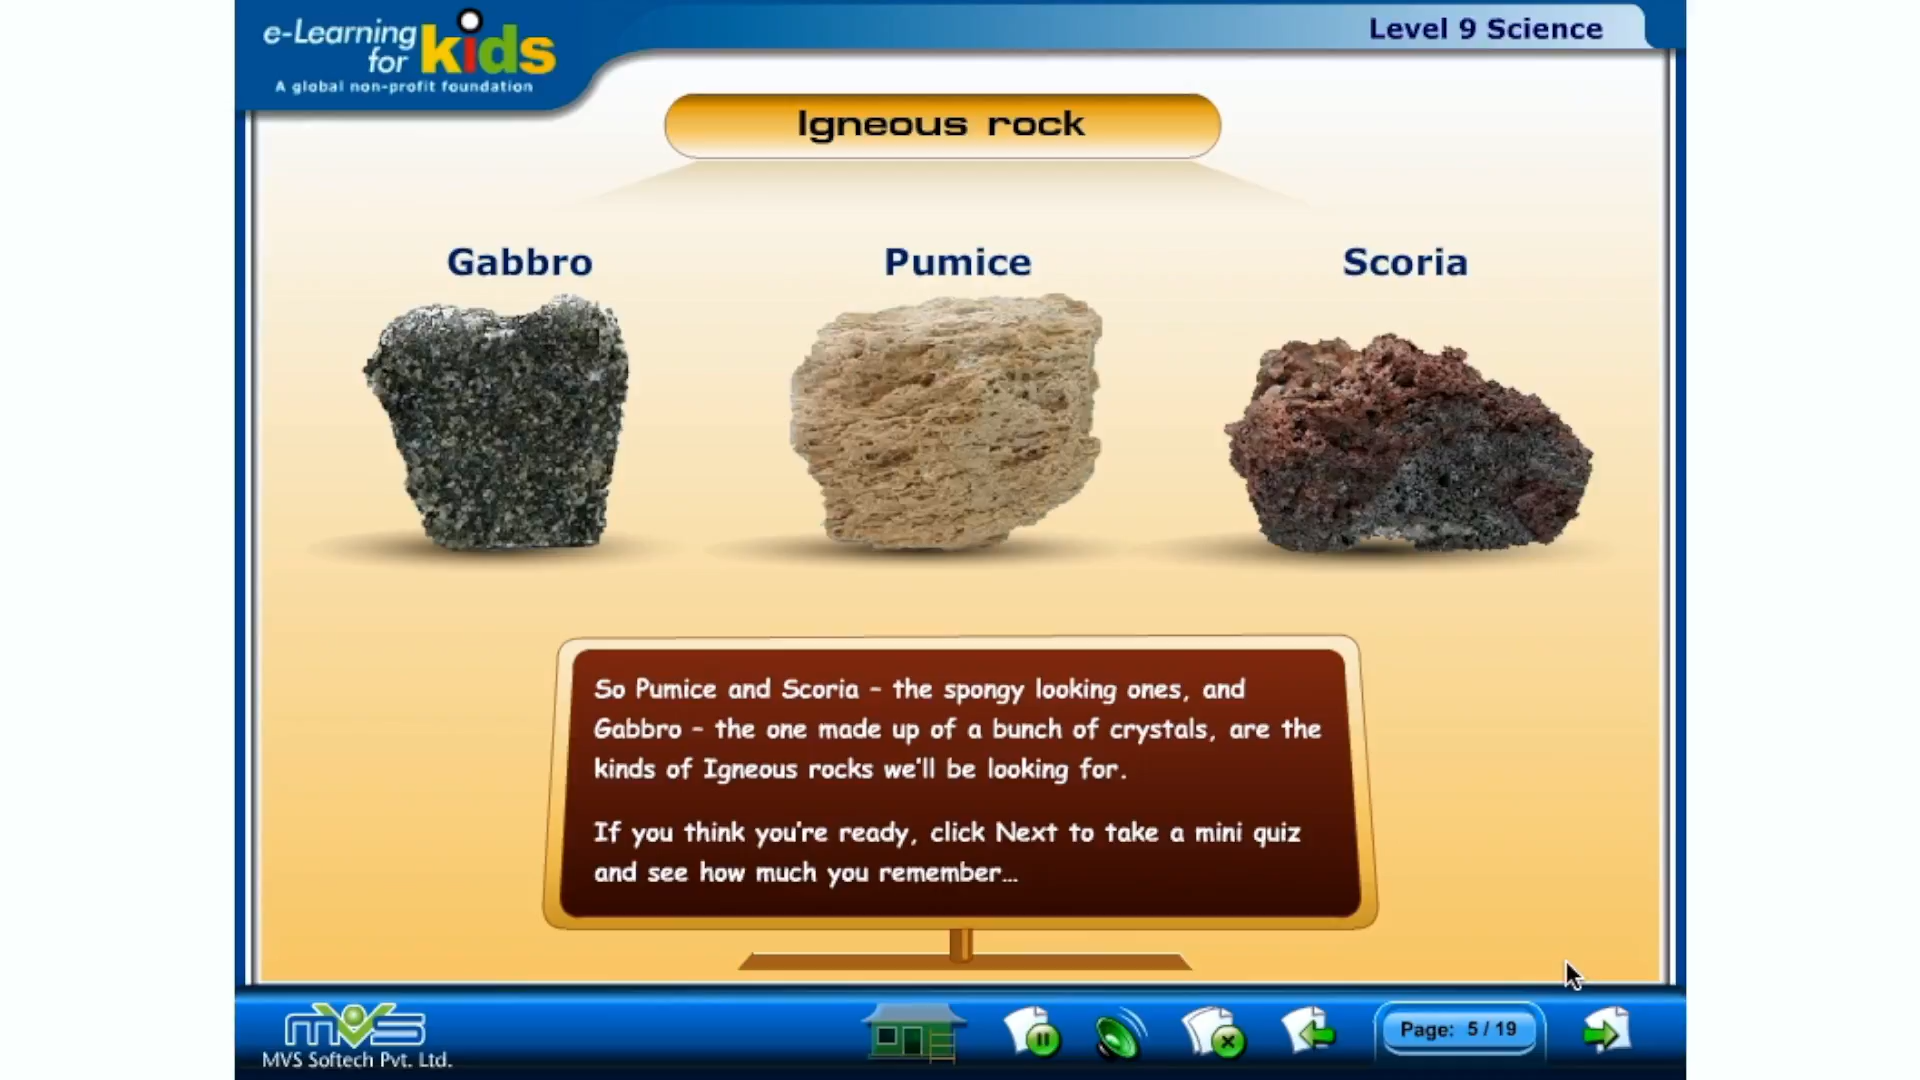 e-Learning
for kids
A global non-profit foundation
Level 9 Science
Igneous rock
Gabbro
Pumice
Scoria
So Pumice and Scoria - the spongy looking ones, and
Gabbro - the one made up of a bunch of crystals, are the
kinds of Igneous rocks we'll be looking for.
If you think you're ready, click Next to take a mini quiz
and see how much you remember...
MVS
MVS Softech Pvt. Ltd.
Page: 5 / 19